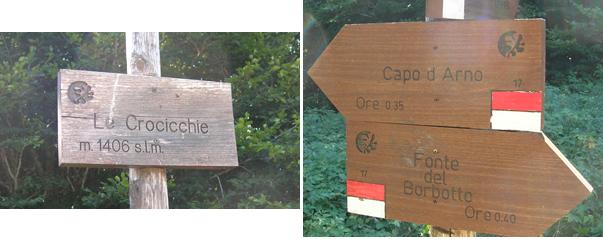 Le Crocicchie
m. 1406 s.l.m.
Capo d Arno
17
Ore 0.35
Fonte
del
Borbotto
17
Ore 0.40